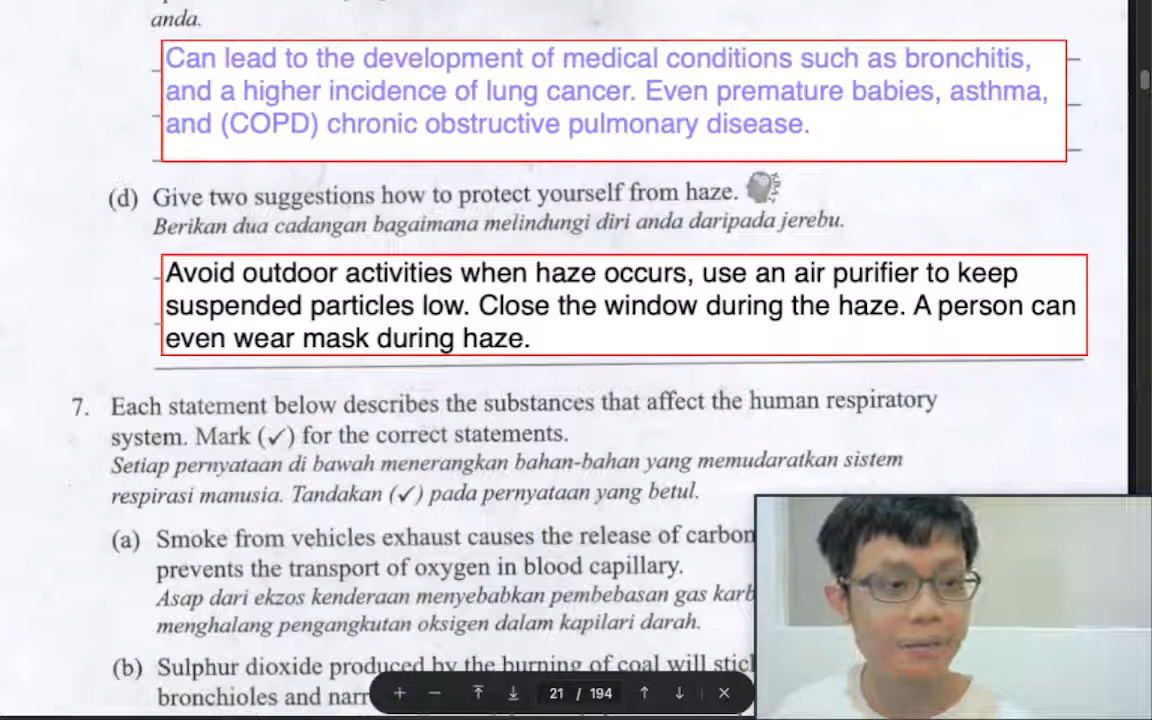 anda.
Can lead to the development of medical conditions such as bronchitis,
and a higher incidence of lung cancer. Even premature babies, asthma,
and (COPD) chronic obstructive pulmonary disease.
(d) Give two suggestions how to protect yourself from haze.
Berikan dua cadangan bagaimana melindungi diri anda daripada jerebu.
Avoid outdoor activities when haze occurs, use an air purifier to keep
suspended particles low. Close the window during the haze. A person can
even wear mask during haze.
7. Each statement below describes the substances that affect the human respiratory
system. Mark (✓) for the correct statements.
Setiap pernyataan di bawah menerangkan bahan-bahan yang memudaratkan sistem
respirasi manusia. Tandakan (✓) pada pernyataan yang betul.
(a) Smoke from vehicles exhaust causes the release of carbon
prevents the transport of oxygen in blood capillary.
Asap dari ekzos kenderaan menyebabkan pembebasan gas karb
menghalang pengangkutan oksigen dalam kapilari darah.
(b) Sulphur dioxide produced by the burning of coal will
bronchioles and
21 / 194